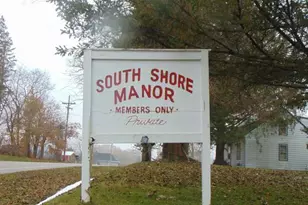 SOUTH SHORE
MANOR
MEMBERS ONLY
Private